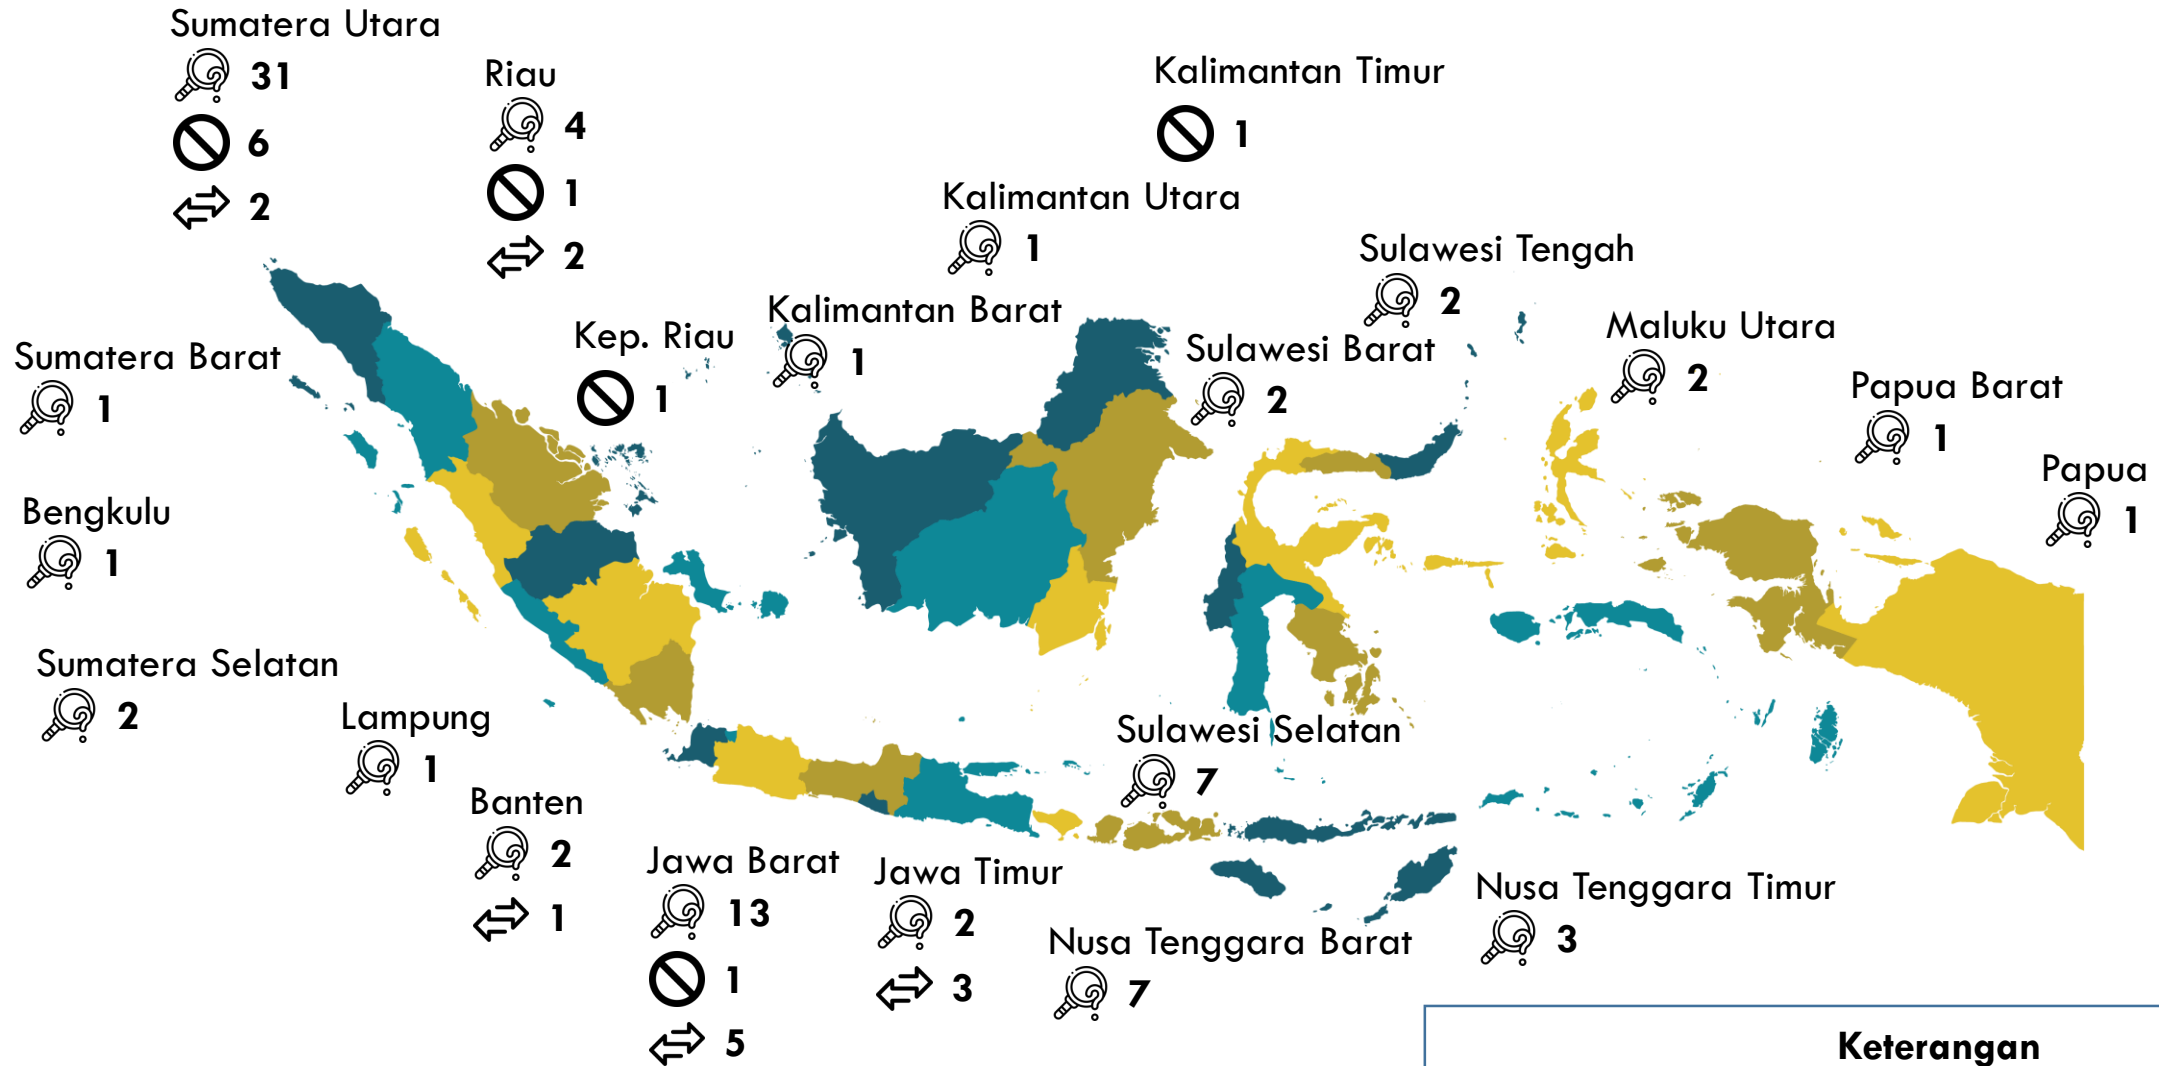 Sumatera Utara
31
6
2
Riau
4
1
2
Kalimantan Timur
1
Kalimantan Utara
1
Sulawesi Tengah
2
Kalimantan Barat
1
Kep. Riau
1
Sulawesi Barat
2
Maluku Utara
2
Sumatera Barat
1
Papua Barat
1
Papua
1
Bengkulu
1
Sumatera Selatan
2
Lampung
1
Sulawesi Selatan
7
Banten
2
1
Jawa Barat
13
1
5
Jawa Timur
2
3
Nusa Tenggara Barat
7
Nusa Tenggara Timur
3
Keterangan